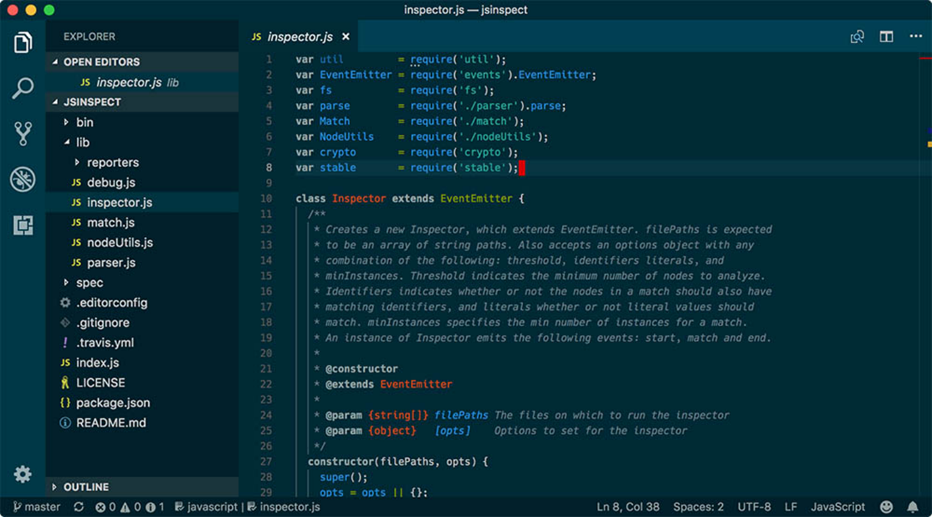 inspector.js — jsinspect
EXPLORER
OPEN EDITORS
JS inspector.js lib
JSINSPECT
bin
lib
reporters
JS debug.js
JS inspector.js
JS match.js
JS nodeUtils.js
JS parser.js
spec
.editorconfig
.gitignore
! .travis.yml
JS index.js
LICENSE
{} package.json
README.md
OUTLINE
JS inspector.js ×
1 var util = require('util');
2 var EventEmitter = require('events').EventEmitter;
3 var fs = require('fs');
4 var parse = require('./parser').parse;
5 var Match = require('./match');
6 var NodeUtils = require('./nodeUtils');
7 var crypto = require('crypto');
8 var stable = require('stable');
9
10 class Inspector extends EventEmitter {
11 /**
12 * Creates a new Inspector, which extends EventEmitter. filePaths is expected
13 * to be an array of string paths. Also accepts an options object with any
14 * combination of the following: threshold, identifiers literals, and
15 * minInstances. Threshold indicates the minimum number of nodes to analyze.
16 * Identifiers indicates whether or not the nodes in a match should also have
17 * matching identifiers, and literals whether or not literal values should
18 * match. minInstances specifies the min number of instances for a match.
19 * An instance of Inspector emits the following events: start, match and end.
20 *
21 * @constructor
22 * @extends EventEmitter
23 *
24 * @param {string[]} filePaths The files on which to run the inspector
25 * @param {object} [opts] Options to set for the inspector
26 */
27 constructor(filePaths, opts) {
28 super();
29 opts = opts || {};
master 0 0 1 javascript | inspector.js Ln 8, Col 38 Spaces: 2 UTF-8 LF JavaScript